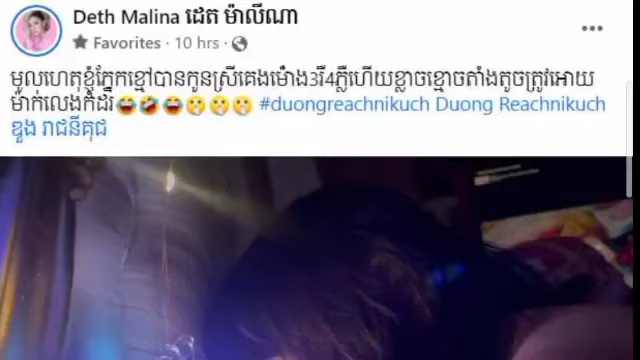 Deth Malina ដេត ម៉ាលីណា
Favorites · 10 hrs ·
មូលហេតុខ្ញុំភ្នែកខ្មៅបានកូនស្រីគេងម៉ោង3រឺ4ភ្លឺហើយខ្លាចខ្មោចតាំងតូចត្រូវអោយ
ម៉ាក់លេងកំដរ😂🤣😂🤫🤫🤫 #duongreachnikuch Duong Reachnikuch
ឌួង រាជនីគុជ